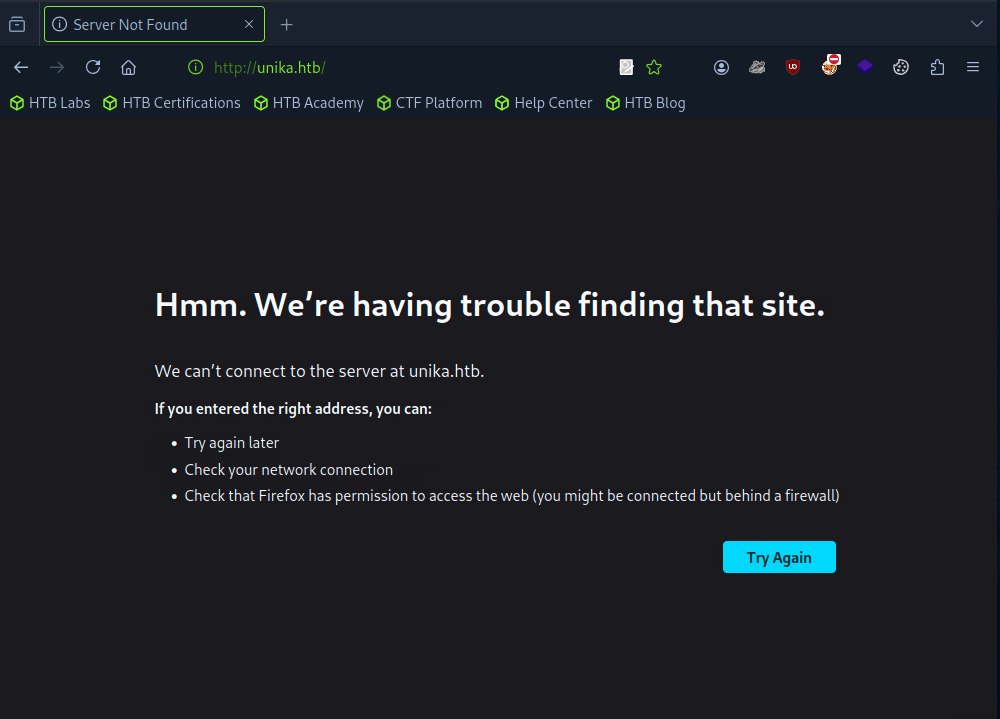 Server Not Found
http://unika.htb/
HTB Labs HTB Certifications HTB Academy CTF Platform Help Center HTB Blog
Hmm. We’re having trouble finding that site.
We can’t connect to the server at unika.htb.
If you entered the right address, you can:
• Try again later
• Check your network connection
• Check that Firefox has permission to access the web (you might be connected but behind a firewall)
Try Again